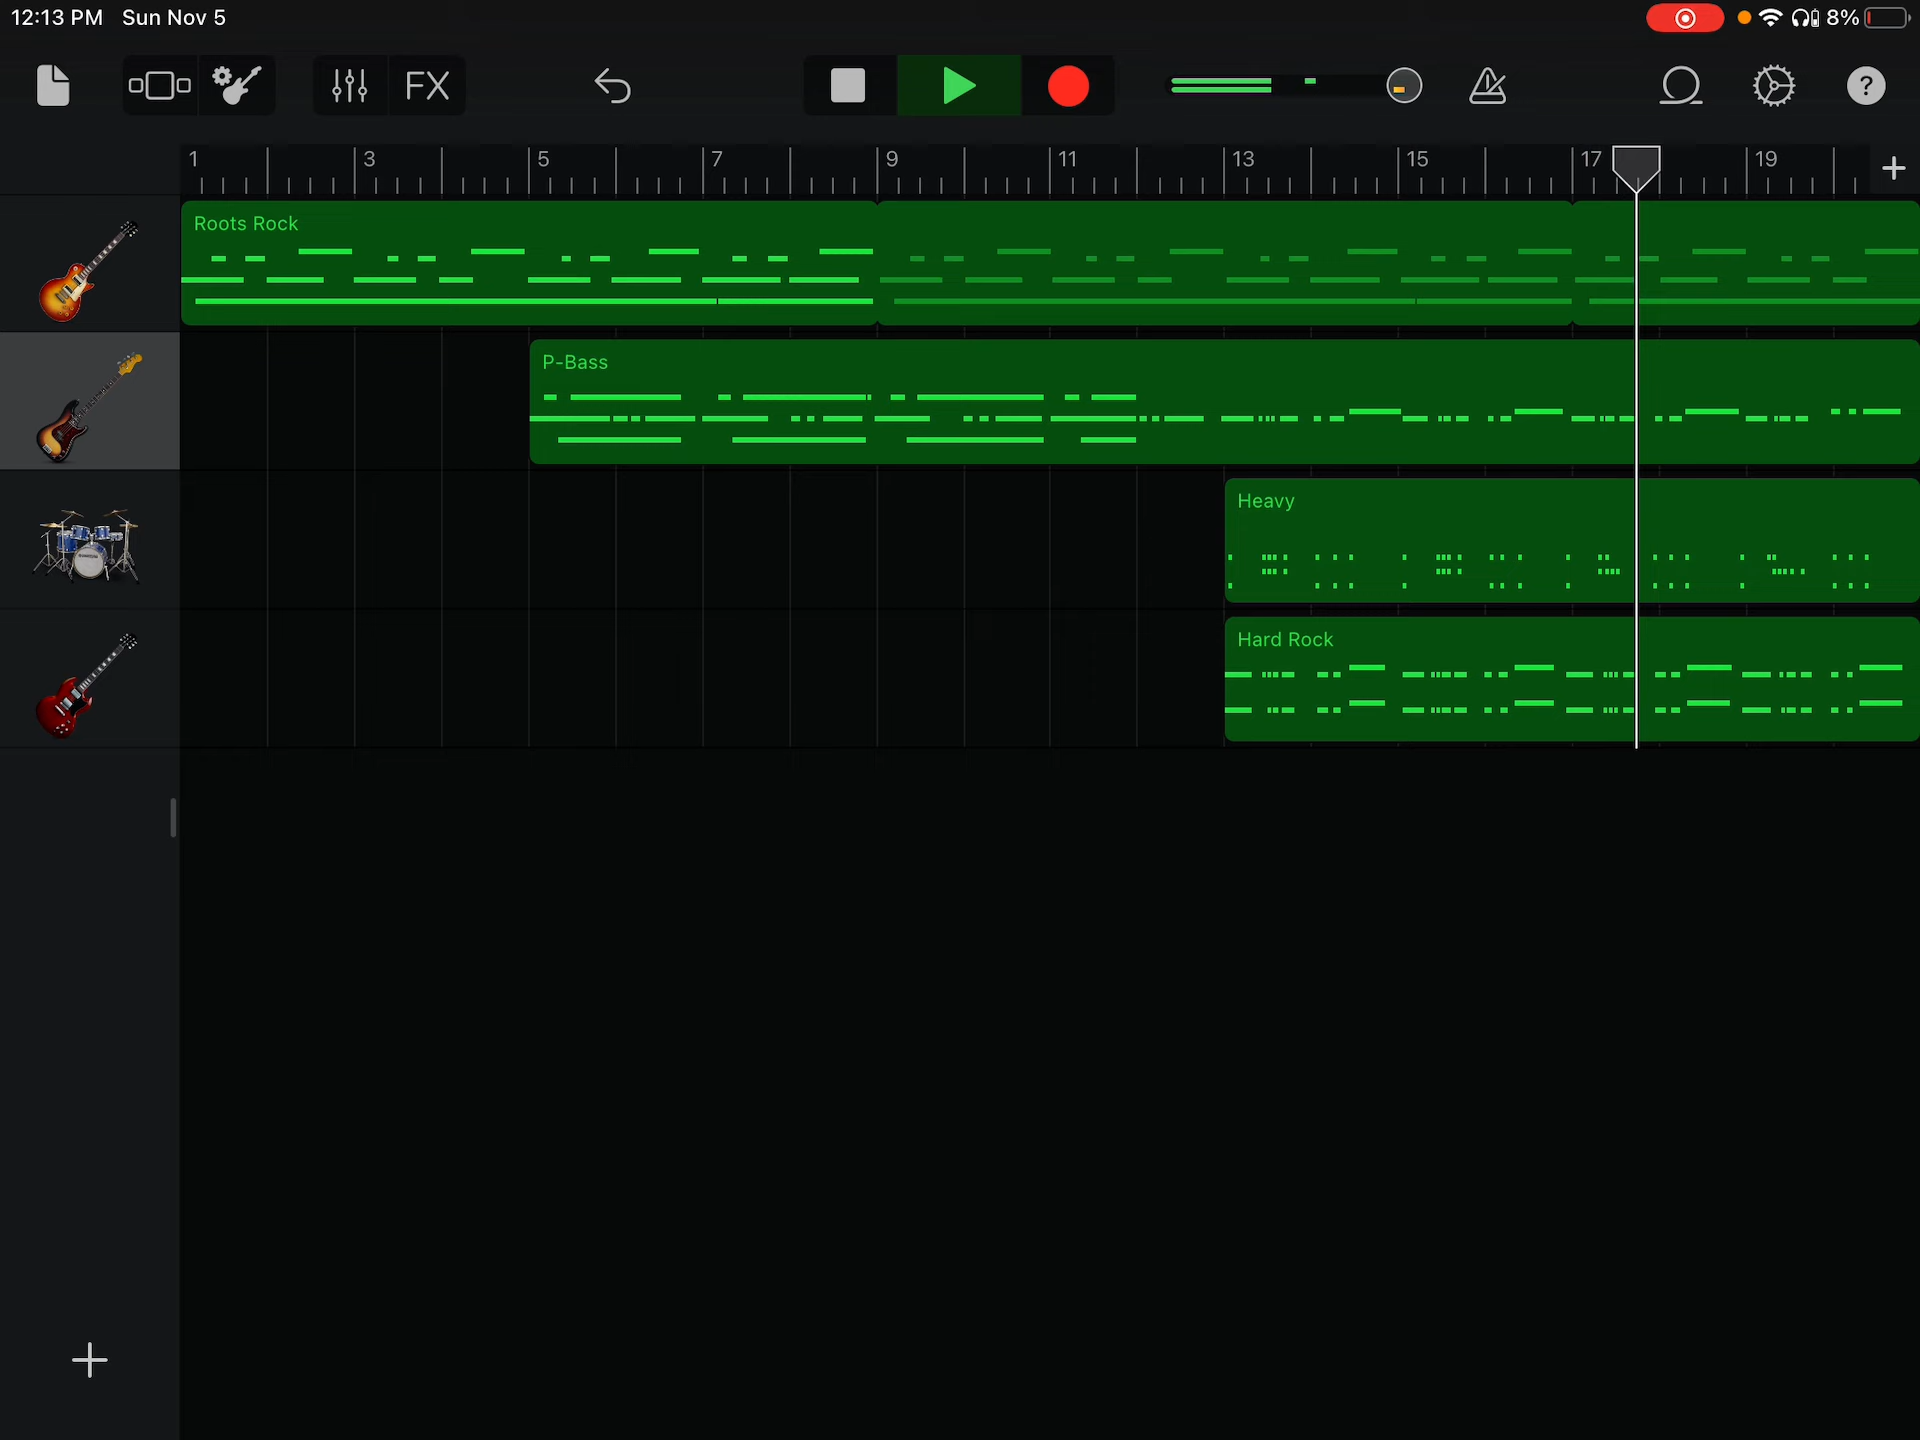 12:13 PM Sun Nov 5
8%
FX
?
1 3 5 7 9 11 13 15 17 19
Roots Rock
P-Bass
Heavy
Hard Rock